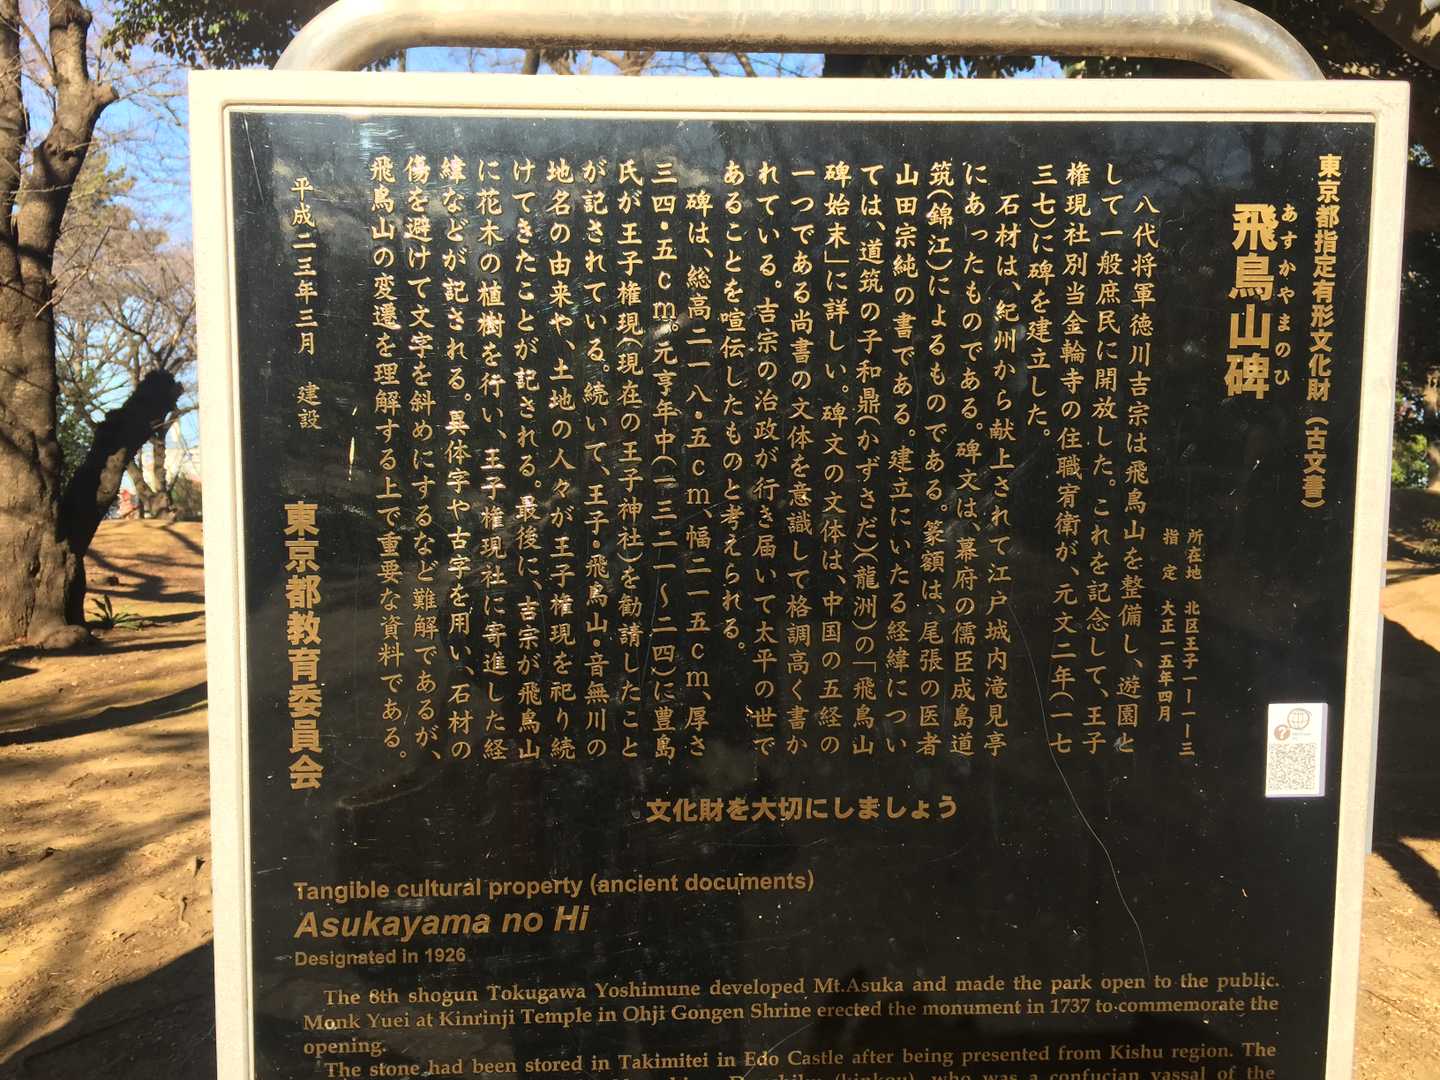 東京都指定有形文化財(古文書)
あすかやまのひ
飛鳥山碑
所在地 北区王子一ー一ー三
指定 大正一五年四月
八代将軍徳川吉宗は飛鳥山を整備し、遊園と
して一般庶民に開放した。これを記念して、王子
権現社別当金輪寺の住職宥衛が、元文二年(一七
三七)に碑を建立した。
石材は、紀州から献上されて江戸城内滝見亭
にあったものである。碑文は、幕府の儒臣成島道
筑(錦江)によるものである。篆額は、尾張の医者
山田宗純の書である。建立にいたる経緯につい
ては、道筑の子和鼎(かずさだ)(龍洲)の「飛鳥山
碑始末」に詳しい。碑文の文体は、中国の五経の
一つである尚書の文体を意識して格調高く書か
れている。吉宗の治政が行き届いて太平の世で
あることを喧伝したものと考えられる。
碑は、総高二一八・五cm、幅二一五cm、厚さ
三四・五cm。元亨年中(一三二一〜二四)に豊島
氏が王子権現(現在の王子神社)を勧請したこと
が記されている。続いて、王子・飛鳥山・音無川の
地名の由来や、土地の人々が王子権現を祀り続
けてきたことが記される。最後に、吉宗が飛鳥山
に花木の植樹を行い、王子権現社に寄進した経
緯などが記される。異体字や古字を用い、石材の
傷を避けて文字を斜めにするなど難解であるが、
飛鳥山の変遷を理解する上で重要な資料である。
平成二三年三月 建設
東京都教育委員会
文化財を大切にしましょう
Tangible cultural property (ancient documents)
Asukayama no Hi
Designated in 1926
The 8th shogun Tokugawa Yoshimune developed Mt.Asuka and made the park open to the public.
Monk Yuei at Kinrinji Temple in Ohji Gongen Shrine erected the monument in 1737 to commemorate the
opening.
The stone had been stored in Takimitei in Edo Castle after being presented from Kishu region. The
(kinkou), who was a confucian vassal of the